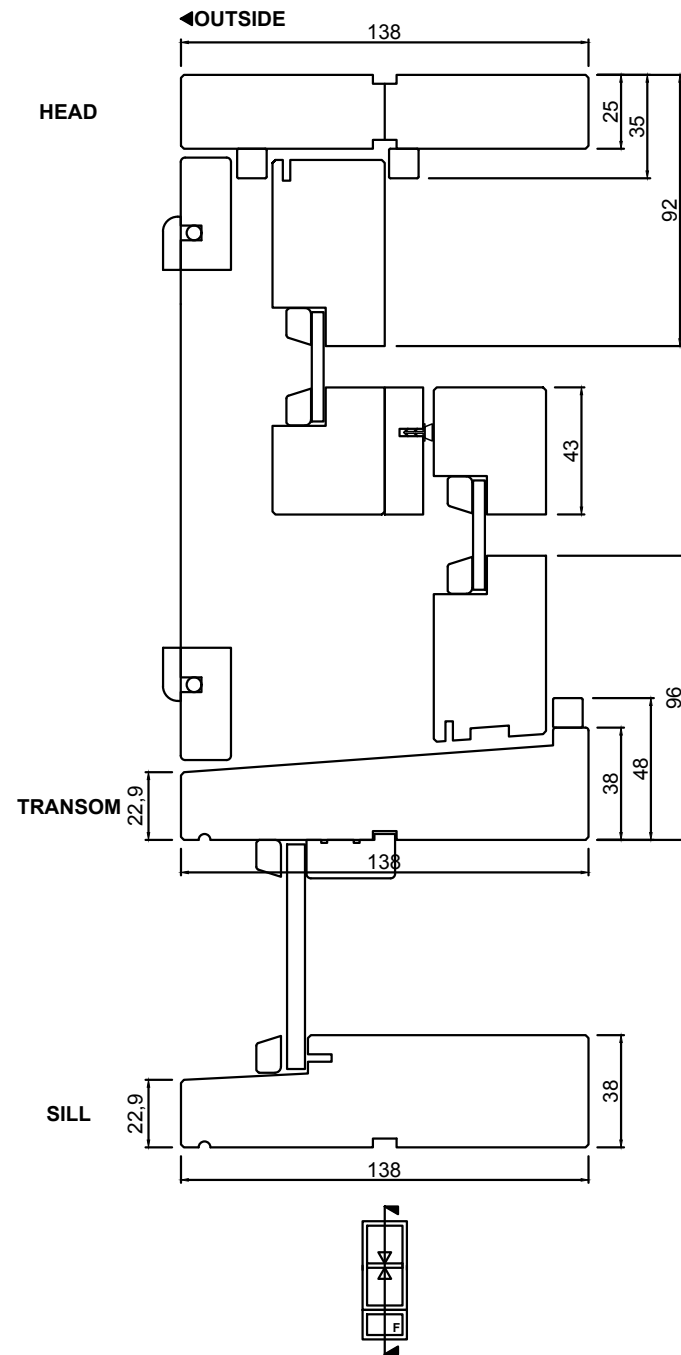 ◀OUTSIDE
138
HEAD
25
35
92
43
96
48
38
TRANSOM
22,9
138
38
SILL
22,9
138
F